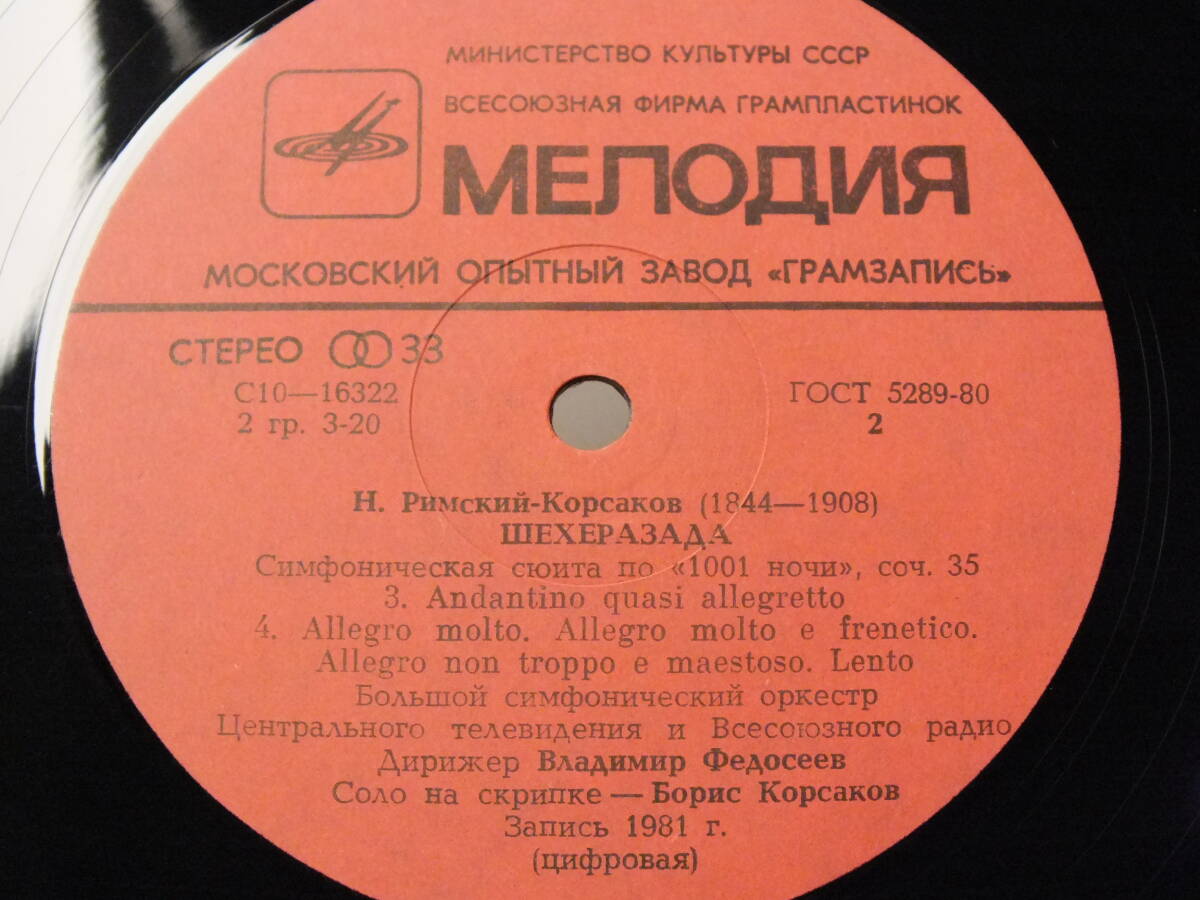 МИНИСТЕРСТВО КУЛЬТУРЫ СССР
ВСЕСОЮЗНАЯ ФИРМА ГРАМПЛАСТИНОК
МЕЛОДИЯ
МОСКОВСКИЙ ОПЫТНЫЙ ЗАВОД «ГРАМЗАПИСЬ»
СТЕРЕО 33
С10—16322
2 гр. 3-20
ГОСТ 5289-80
2
Н. Римский-Корсаков (1844—1908)
ШЕХЕРАЗАДА
Симфоническая сюита по «1001 ночи», соч. 35
3. Andantino quasi allegretto
4. Allegro molto. Allegro molto e frenetico.
Allegro non troppo e maestoso. Lento
Большой симфонический оркестр
Центрального телевидения и Всесоюзного радио
Дирижер Владимир Федосеев
Соло на скрипке — Борис Корсаков
Запись 1981 г.
(цифровая)